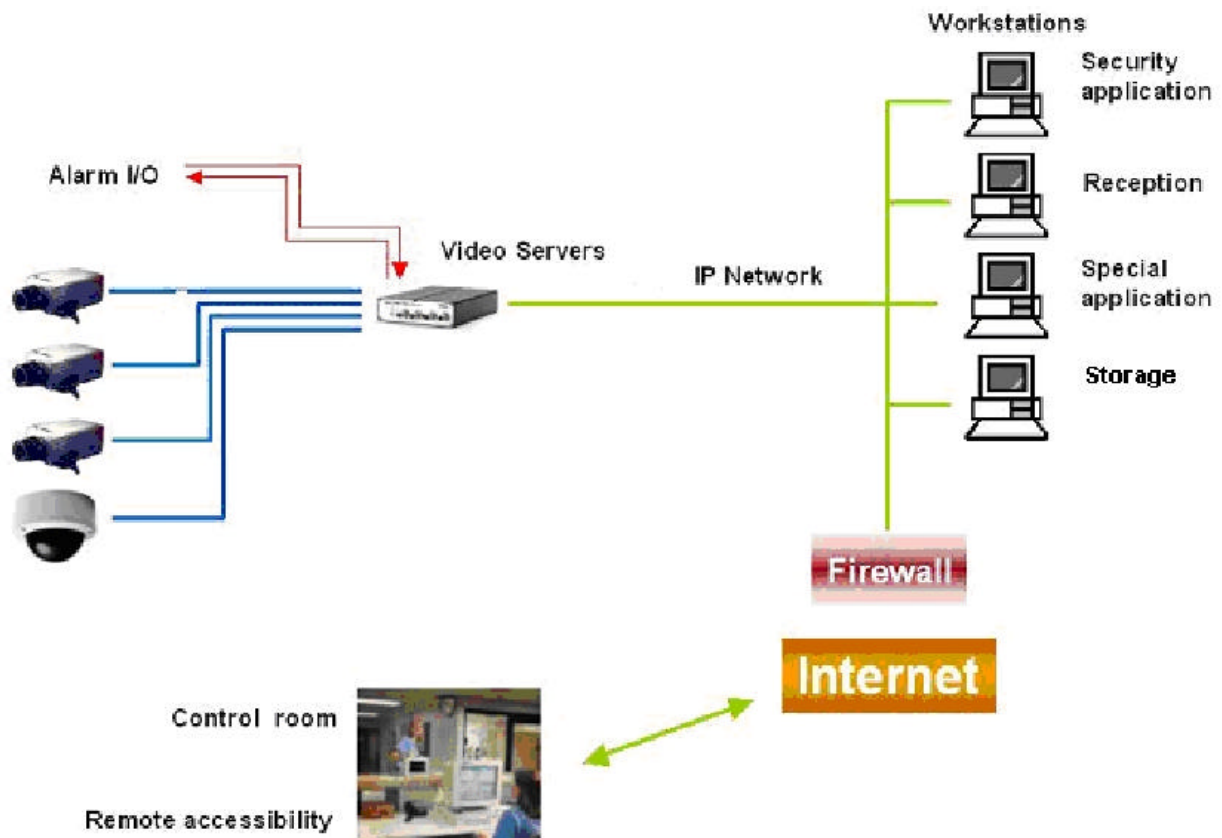 Workstations
Security
application
Alarm I/O
Reception
Video Servers
IP Network
Special
application
Storage
Firewall
Internet
Control room
Remote accessibility